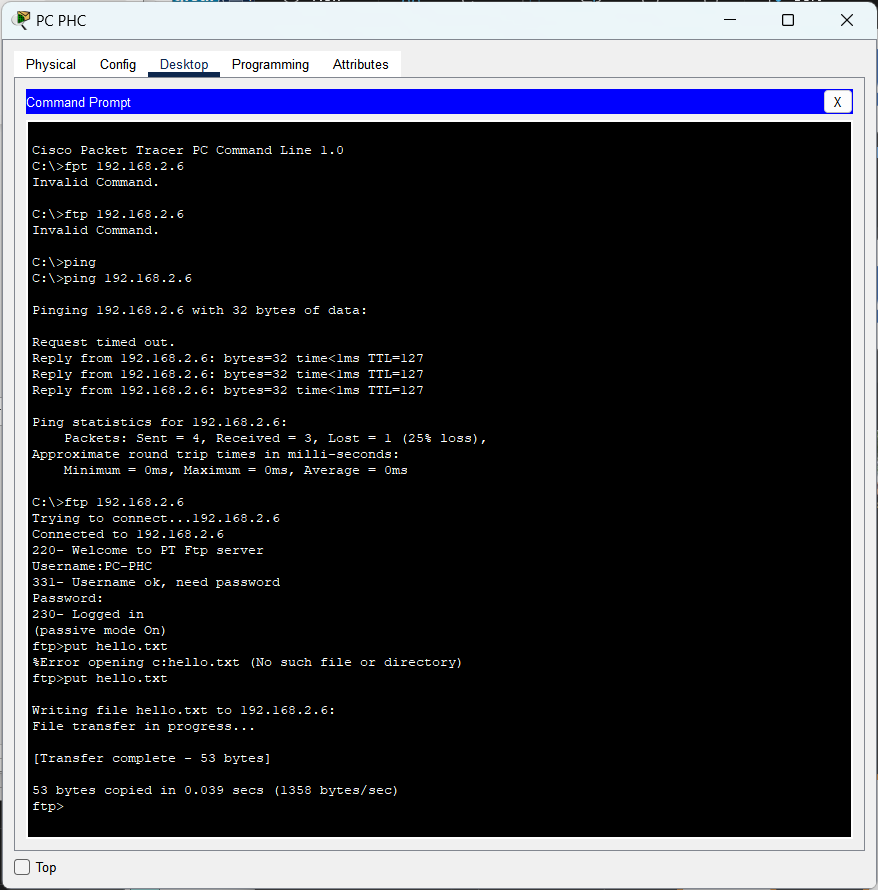 PC PHC
Physical Config Desktop Programming Attributes
Command Prompt
X
Cisco Packet Tracer PC Command Line 1.0
C:\>fpt 192.168.2.6
Invalid Command.
C:\>ftp 192.168.2.6
Invalid Command.
C:\>ping
C:\>ping 192.168.2.6
Pinging 192.168.2.6 with 32 bytes of data:
Request timed out.
Reply from 192.168.2.6: bytes=32 time<1ms TTL=127
Reply from 192.168.2.6: bytes=32 time<1ms TTL=127
Reply from 192.168.2.6: bytes=32 time<1ms TTL=127
Ping statistics for 192.168.2.6:
Packets: Sent = 4, Received = 3, Lost = 1 (25% loss),
Approximate round trip times in milli-seconds:
Minimum = 0ms, Maximum = 0ms, Average = 0ms
C:\>ftp 192.168.2.6
Trying to connect...192.168.2.6
Connected to 192.168.2.6
220- Welcome to PT Ftp server
Username:PC-PHC
331- Username ok, need password
Password:
230- Logged in
(passive mode On)
ftp>put hello.txt
%Error opening c:hello.txt (No such file or directory)
ftp>put hello.txt
Writing file hello.txt to 192.168.2.6:
File transfer in progress...
[Transfer complete - 53 bytes]
53 bytes copied in 0.039 secs (1358 bytes/sec)
ftp>
Top